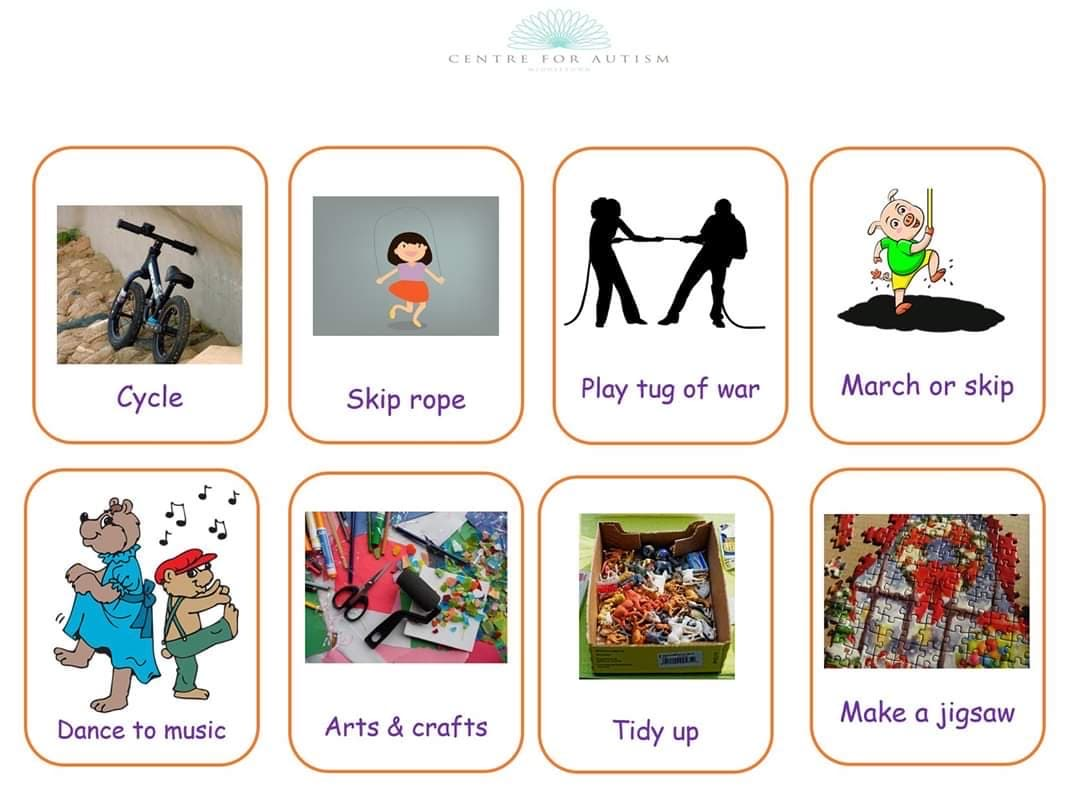 CENTRE FOR AUTISM
MIDDLETOWN
Cycle
Skip rope
Play tug of war
March or skip
Dance to music
Arts & crafts
Tidy up
Make a jigsaw